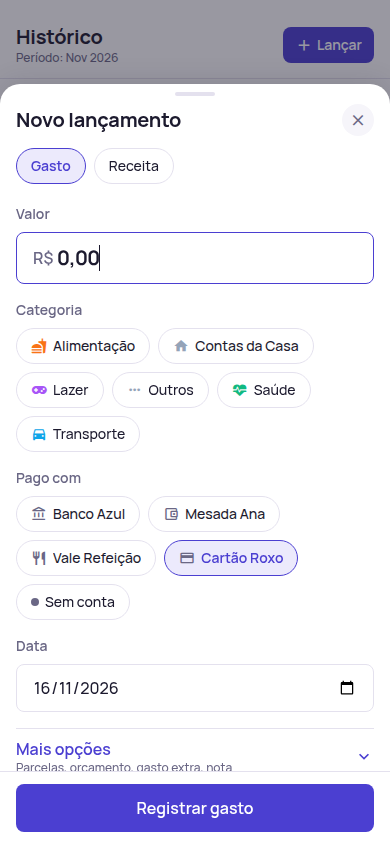 Histórico
Período: Nov 2026
Lançar
Novo lançamento
Gasto
Receita
Valor
R$ 0,00
Categoria
Alimentação
Contas da Casa
Lazer
Outros
Saúde
Transporte
Pago com
Banco Azul
Mesada Ana
Vale Refeição
Cartão Roxo
Sem conta
Data
16/11/2026
Mais opções
Parcelas, orçamento, gasto extra, nota
Registrar gasto